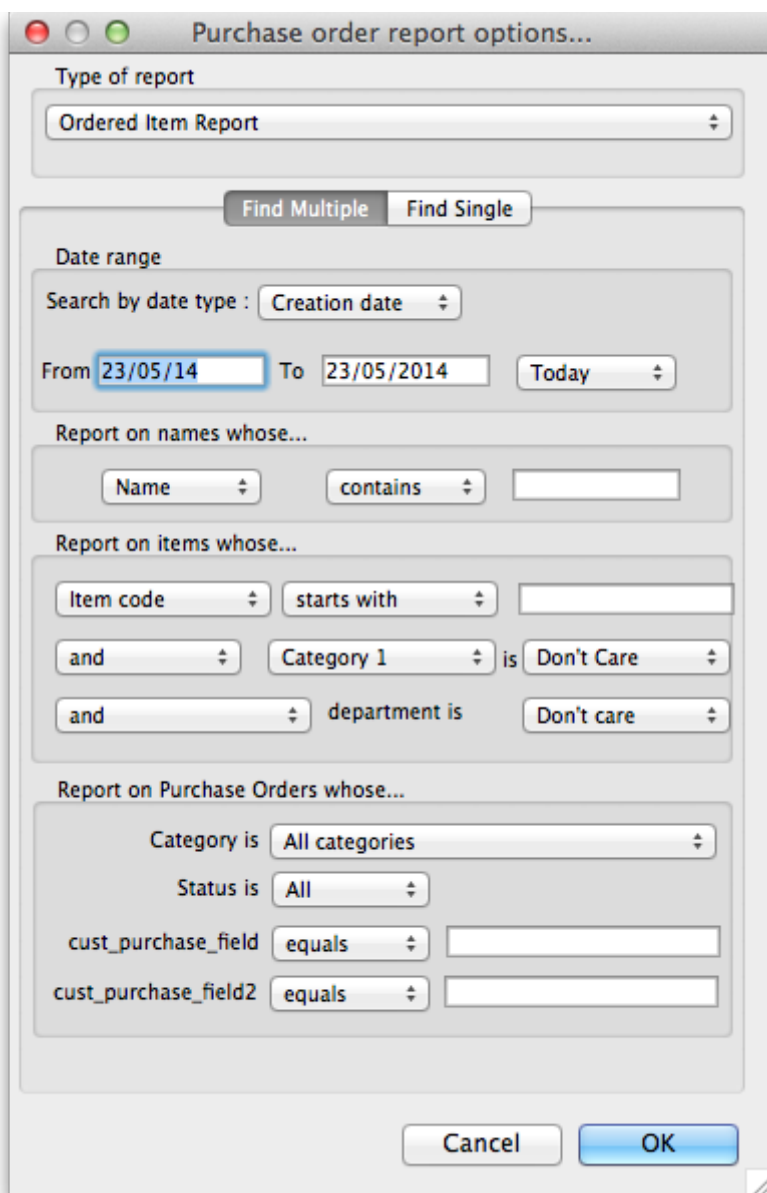 Purchase order report options...
Type of report
Ordered Item Report
Find Multiple Find Single
Date range
Search by date type : Creation date
From 23/05/14 To 23/05/2014 Today
Report on names whose...
Name contains
Report on items whose...
Item code starts with
and Category 1 is Don't Care
and department is Don't care
Report on Purchase Orders whose...
Category is All categories
Status is All
cust_purchase_field equals
cust_purchase_field2 equals
Cancel OK